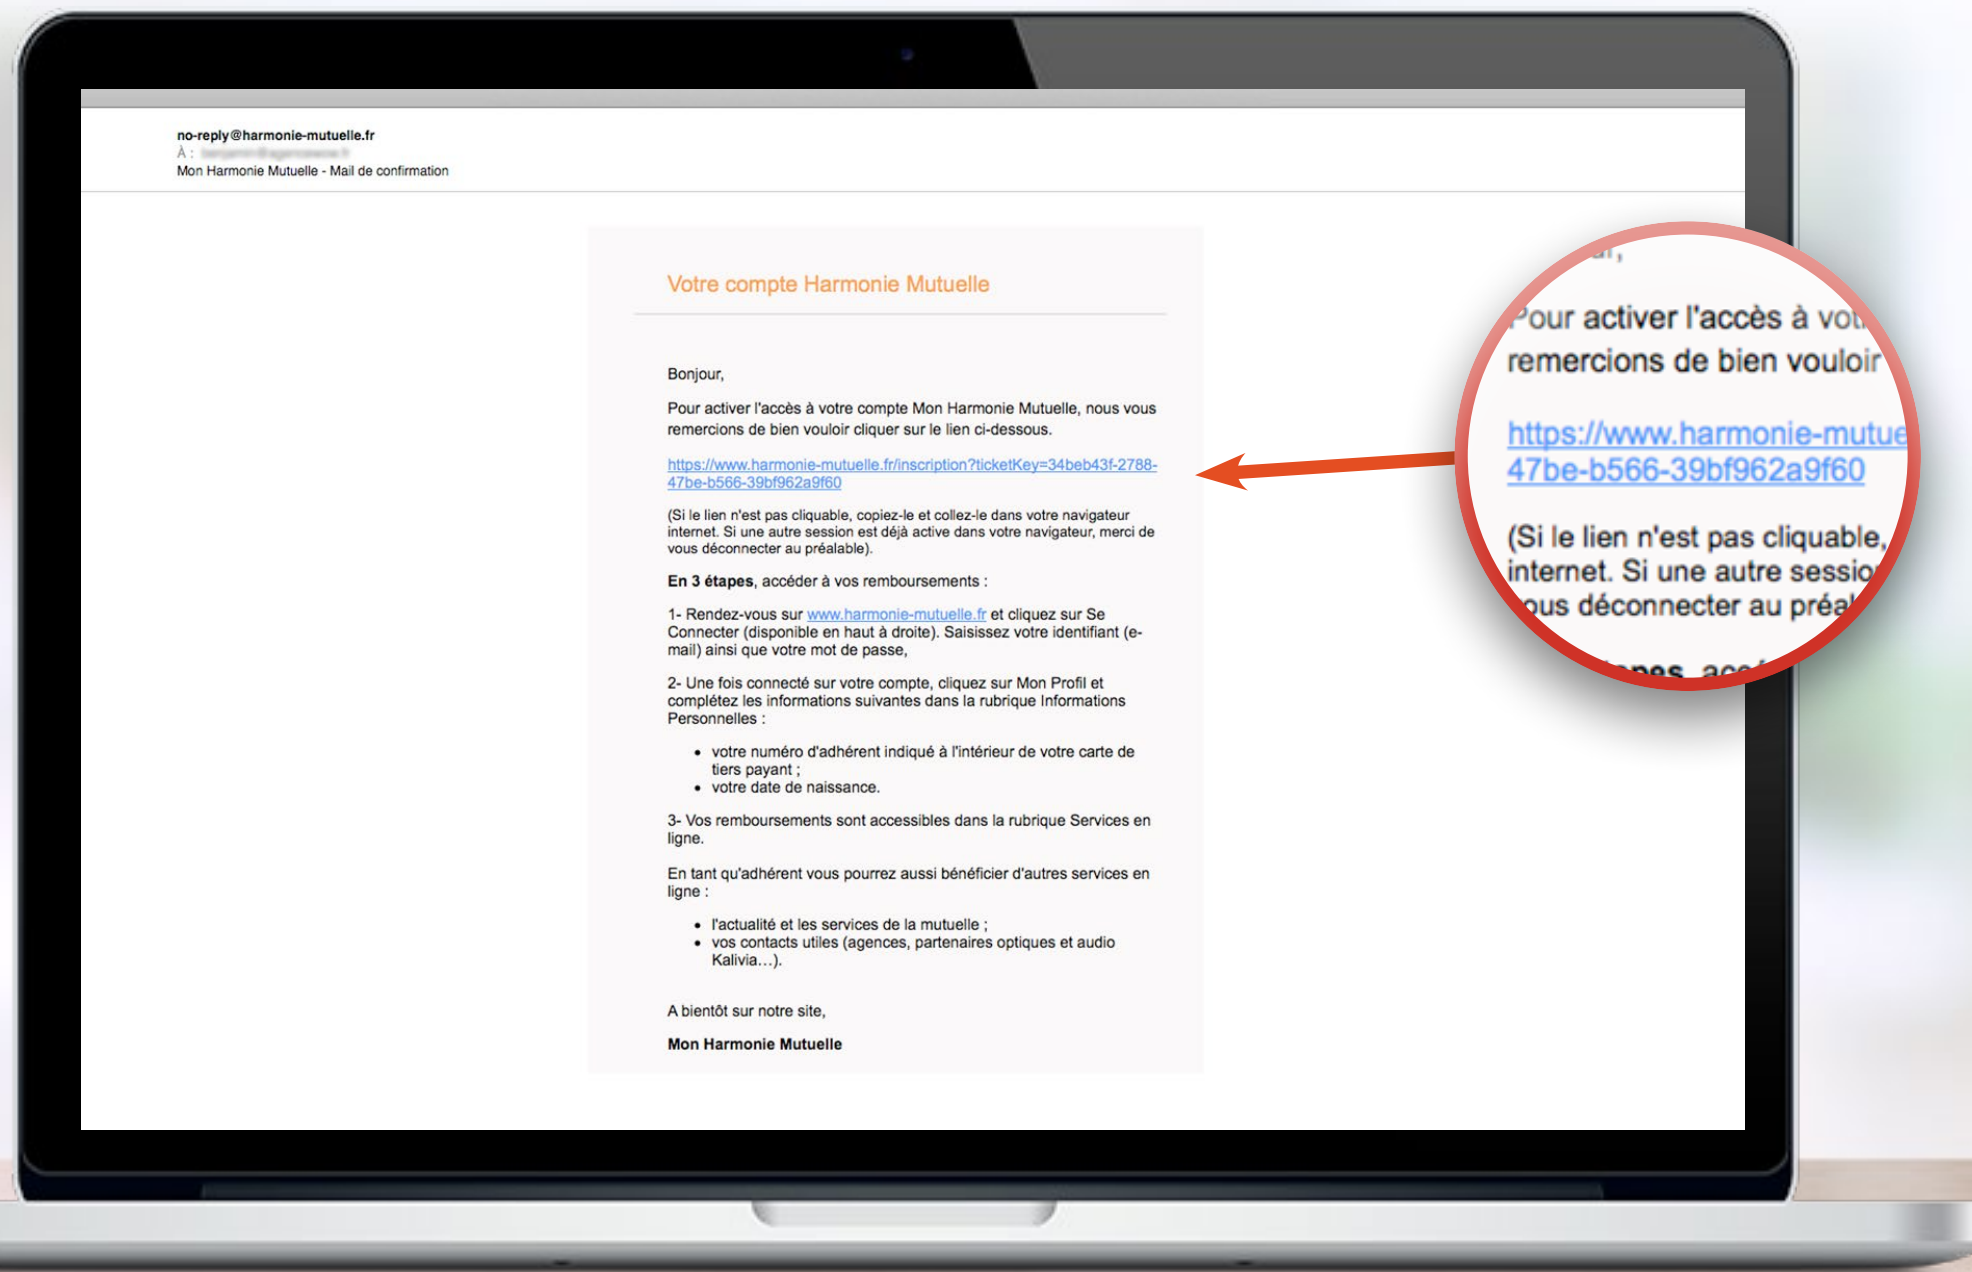 no-reply@harmonie-mutuelle.fr
À :
Mon Harmonie Mutuelle - Mail de confirmation
Votre compte Harmonie Mutuelle
Bonjour,
Pour activer l'accès à votre compte Mon Harmonie Mutuelle, nous vous
remercions de bien vouloir cliquer sur le lien ci-dessous.
https://www.harmonie-mutuelle.fr/inscription?ticketKey=34beb43f-2788-
47be-b566-39bf962a9f60
(Si le lien n'est pas cliquable, copiez-le et collez-le dans votre navigateur
internet. Si une autre session est déjà active dans votre navigateur, merci de
vous déconnecter au préalable).
En 3 étapes, accéder à vos remboursements :
1- Rendez-vous sur www.harmonie-mutuelle.fr et cliquez sur Se
Connecter (disponible en haut à droite). Saisissez votre identifiant (e-
mail) ainsi que votre mot de passe,
2- Une fois connecté sur votre compte, cliquez sur Mon Profil et
complétez les informations suivantes dans la rubrique Informations
Personnelles :
• votre numéro d'adhérent indiqué à l'intérieur de votre carte de
tiers payant ;
• votre date de naissance.
3- Vos remboursements sont accessibles dans la rubrique Services en
ligne.
En tant qu'adhérent vous pourrez aussi bénéficier d'autres services en
ligne :
• l'actualité et les services de la mutuelle ;
• vos contacts utiles (agences, partenaires optiques et audio
Kalivia…).
A bientôt sur notre site,
Mon Harmonie Mutuelle
Pour activer l'accès à
remercions de bien vouloir
https://www.harmonie-mutue
47be-b566-39bf962a9f60
(Si le lien n'est pas cliquable,
internet. Si une autre session
vous déconnecter au préal